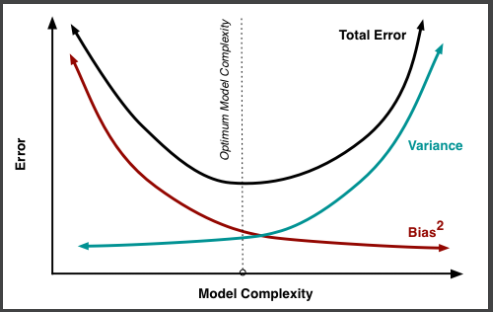 Total Error
Optimum Model Complexity
Variance
Error
Bias²
Model Complexity